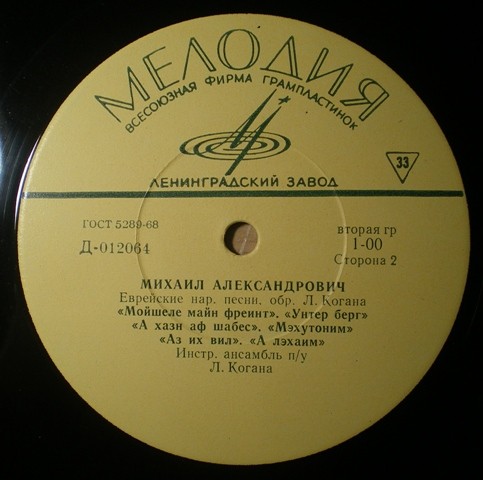 МЕЛОДИЯ
ВСЕСОЮЗНАЯ ФИРМА ГРАМПЛАСТИНОК
ЛЕНИНГРАДСКИЙ ЗАВОД
33
ГОСТ 5289-68
Д-012064
вторая гр
1-00
Сторона 2
МИХАИЛ АЛЕКСАНДРОВИЧ
Еврейские нар. песни, обр. Л. Когана
«Мойшеле майн фреинт». «Унтер берг»
«А хазн аф шабес». «Мэхутоним»
«Аз их вил». «А лэхаим»
Инстр. ансамбль п/у
Л. Когана